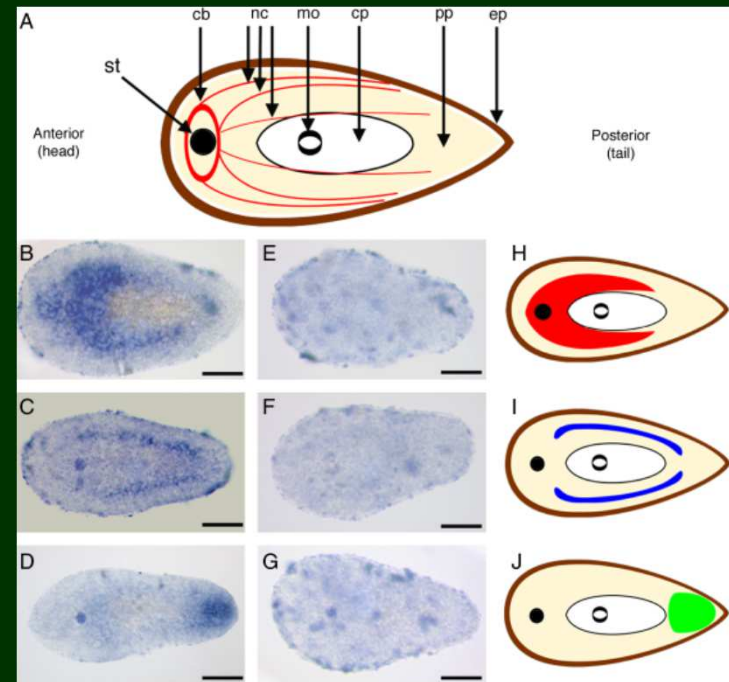 A
cb nc mo cp pp ep
st
Anterior
(head)
Posterior
(tail)
B E H
C F I
D G J